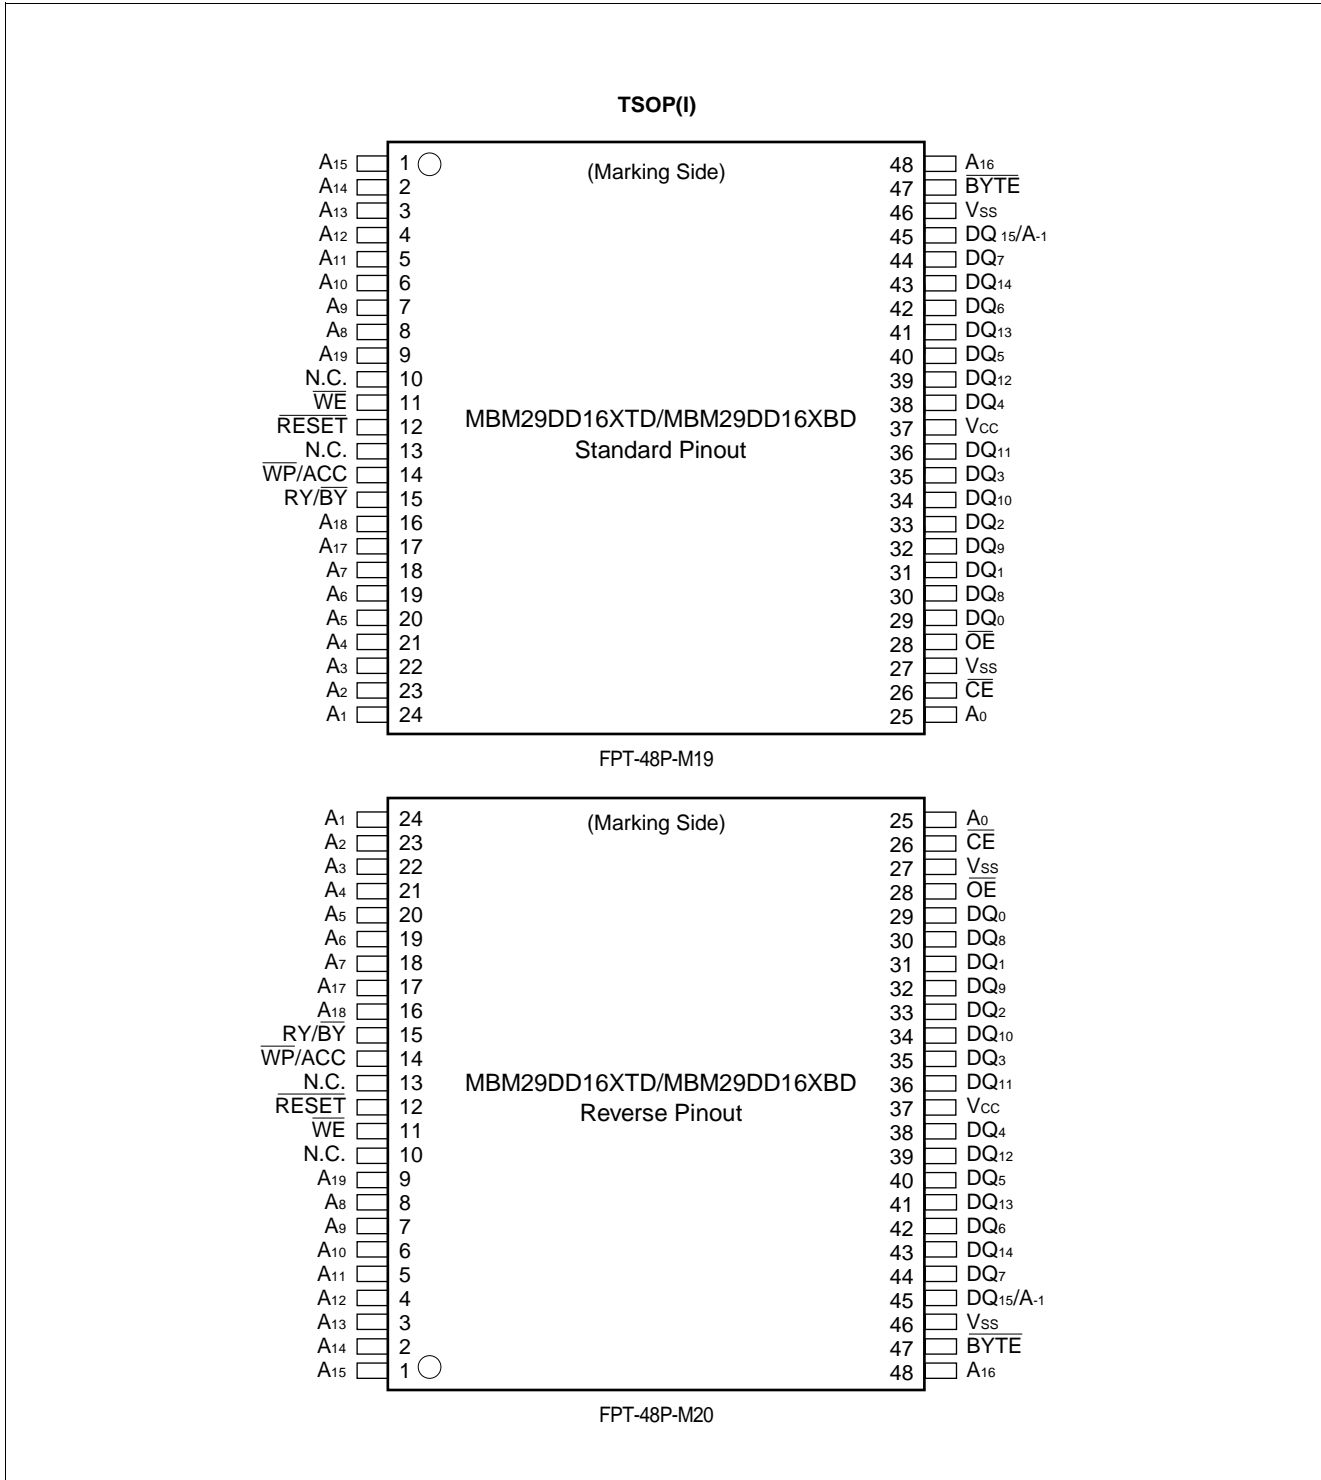 TSOP(I)
(Marking Side)
A15 1 48 A16
A14 2 47 BYTE
A13 3 46 VSS
A12 4 45 DQ 15/A-1
A11 5 44 DQ7
A10 6 43 DQ14
A9 7 42 DQ6
A8 8 41 DQ13
A19 9 40 DQ5
N.C. 10 39 DQ12
WE 11 38 DQ4
RESET 12 37 VCC
N.C. 13 36 DQ11
WP/ACC 14 35 DQ3
RY/BY 15 34 DQ10
A18 16 33 DQ2
A17 17 32 DQ9
A7 18 31 DQ1
A6 19 30 DQ8
A5 20 29 DQ0
A4 21 28 OE
A3 22 27 VSS
A2 23 26 CE
A1 24 25 A0
MBM29DD16XTD/MBM29DD16XBD
Standard Pinout
FPT-48P-M19
(Marking Side)
A1 24 25 A0
A2 23 26 CE
A3 22 27 VSS
A4 21 28 OE
A5 20 29 DQ0
A6 19 30 DQ8
A7 18 31 DQ1
A17 17 32 DQ9
A18 16 33 DQ2
RY/BY 15 34 DQ10
WP/ACC 14 35 DQ3
N.C. 13 36 DQ11
RESET 12 37 VCC
WE 11 38 DQ4
N.C. 10 39 DQ12
A19 9 40 DQ5
A8 8 41 DQ13
A9 7 42 DQ6
A10 6 43 DQ14
A11 5 44 DQ7
A12 4 45 DQ15/A-1
A13 3 46 VSS
A14 2 47 BYTE
A15 1 48 A16
MBM29DD16XTD/MBM29DD16XBD
Reverse Pinout
FPT-48P-M20